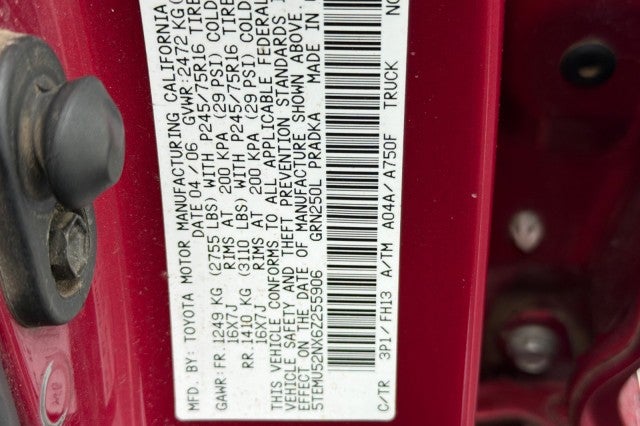 MFD. BY: TOYOTA MOTOR MANUFACTURING CALIFORNIA
DATE 04 / 06 GVWR: 2472 KG(
GAWR: FR. 1249 KG (2755 LBS) WITH P245/75R16 TIRE
16X7J RIMS AT 200 KPA (29 PSI) COLD
RR. 1410 KG (3110 LBS) WITH P245/75R16 TIRE
16X7J RIMS AT 200 KPA (29 PSI) COLD
THIS VEHICLE CONFORMS TO ALL APPLICABLE FEDERAL
VEHICLE SAFETY AND THEFT PREVENTION STANDARDS
EFFECT ON THE DATE OF MANUFACTURE SHOWN ABOVE
5TEMU52NX6Z255906 GRN250L PRADKA MADE IN
C/TR 3P1 / FH13 A/TM A04A/ A750F TRUCK